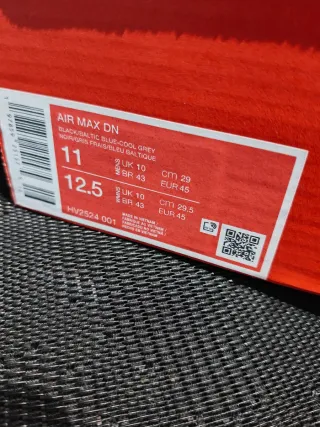 AIR MAX DN
BLACK/BALTIC BLUE-COOL GREY
NOIR/GRIS FRAIS/BLEU BALTIQUE
11 MENS UK 10 CM 29
BR 43 EUR 45
12.5 WMNS UK 10 CM 29.5
BR 43 EUR 45
HV2524 001
MADE IN VIETNAM